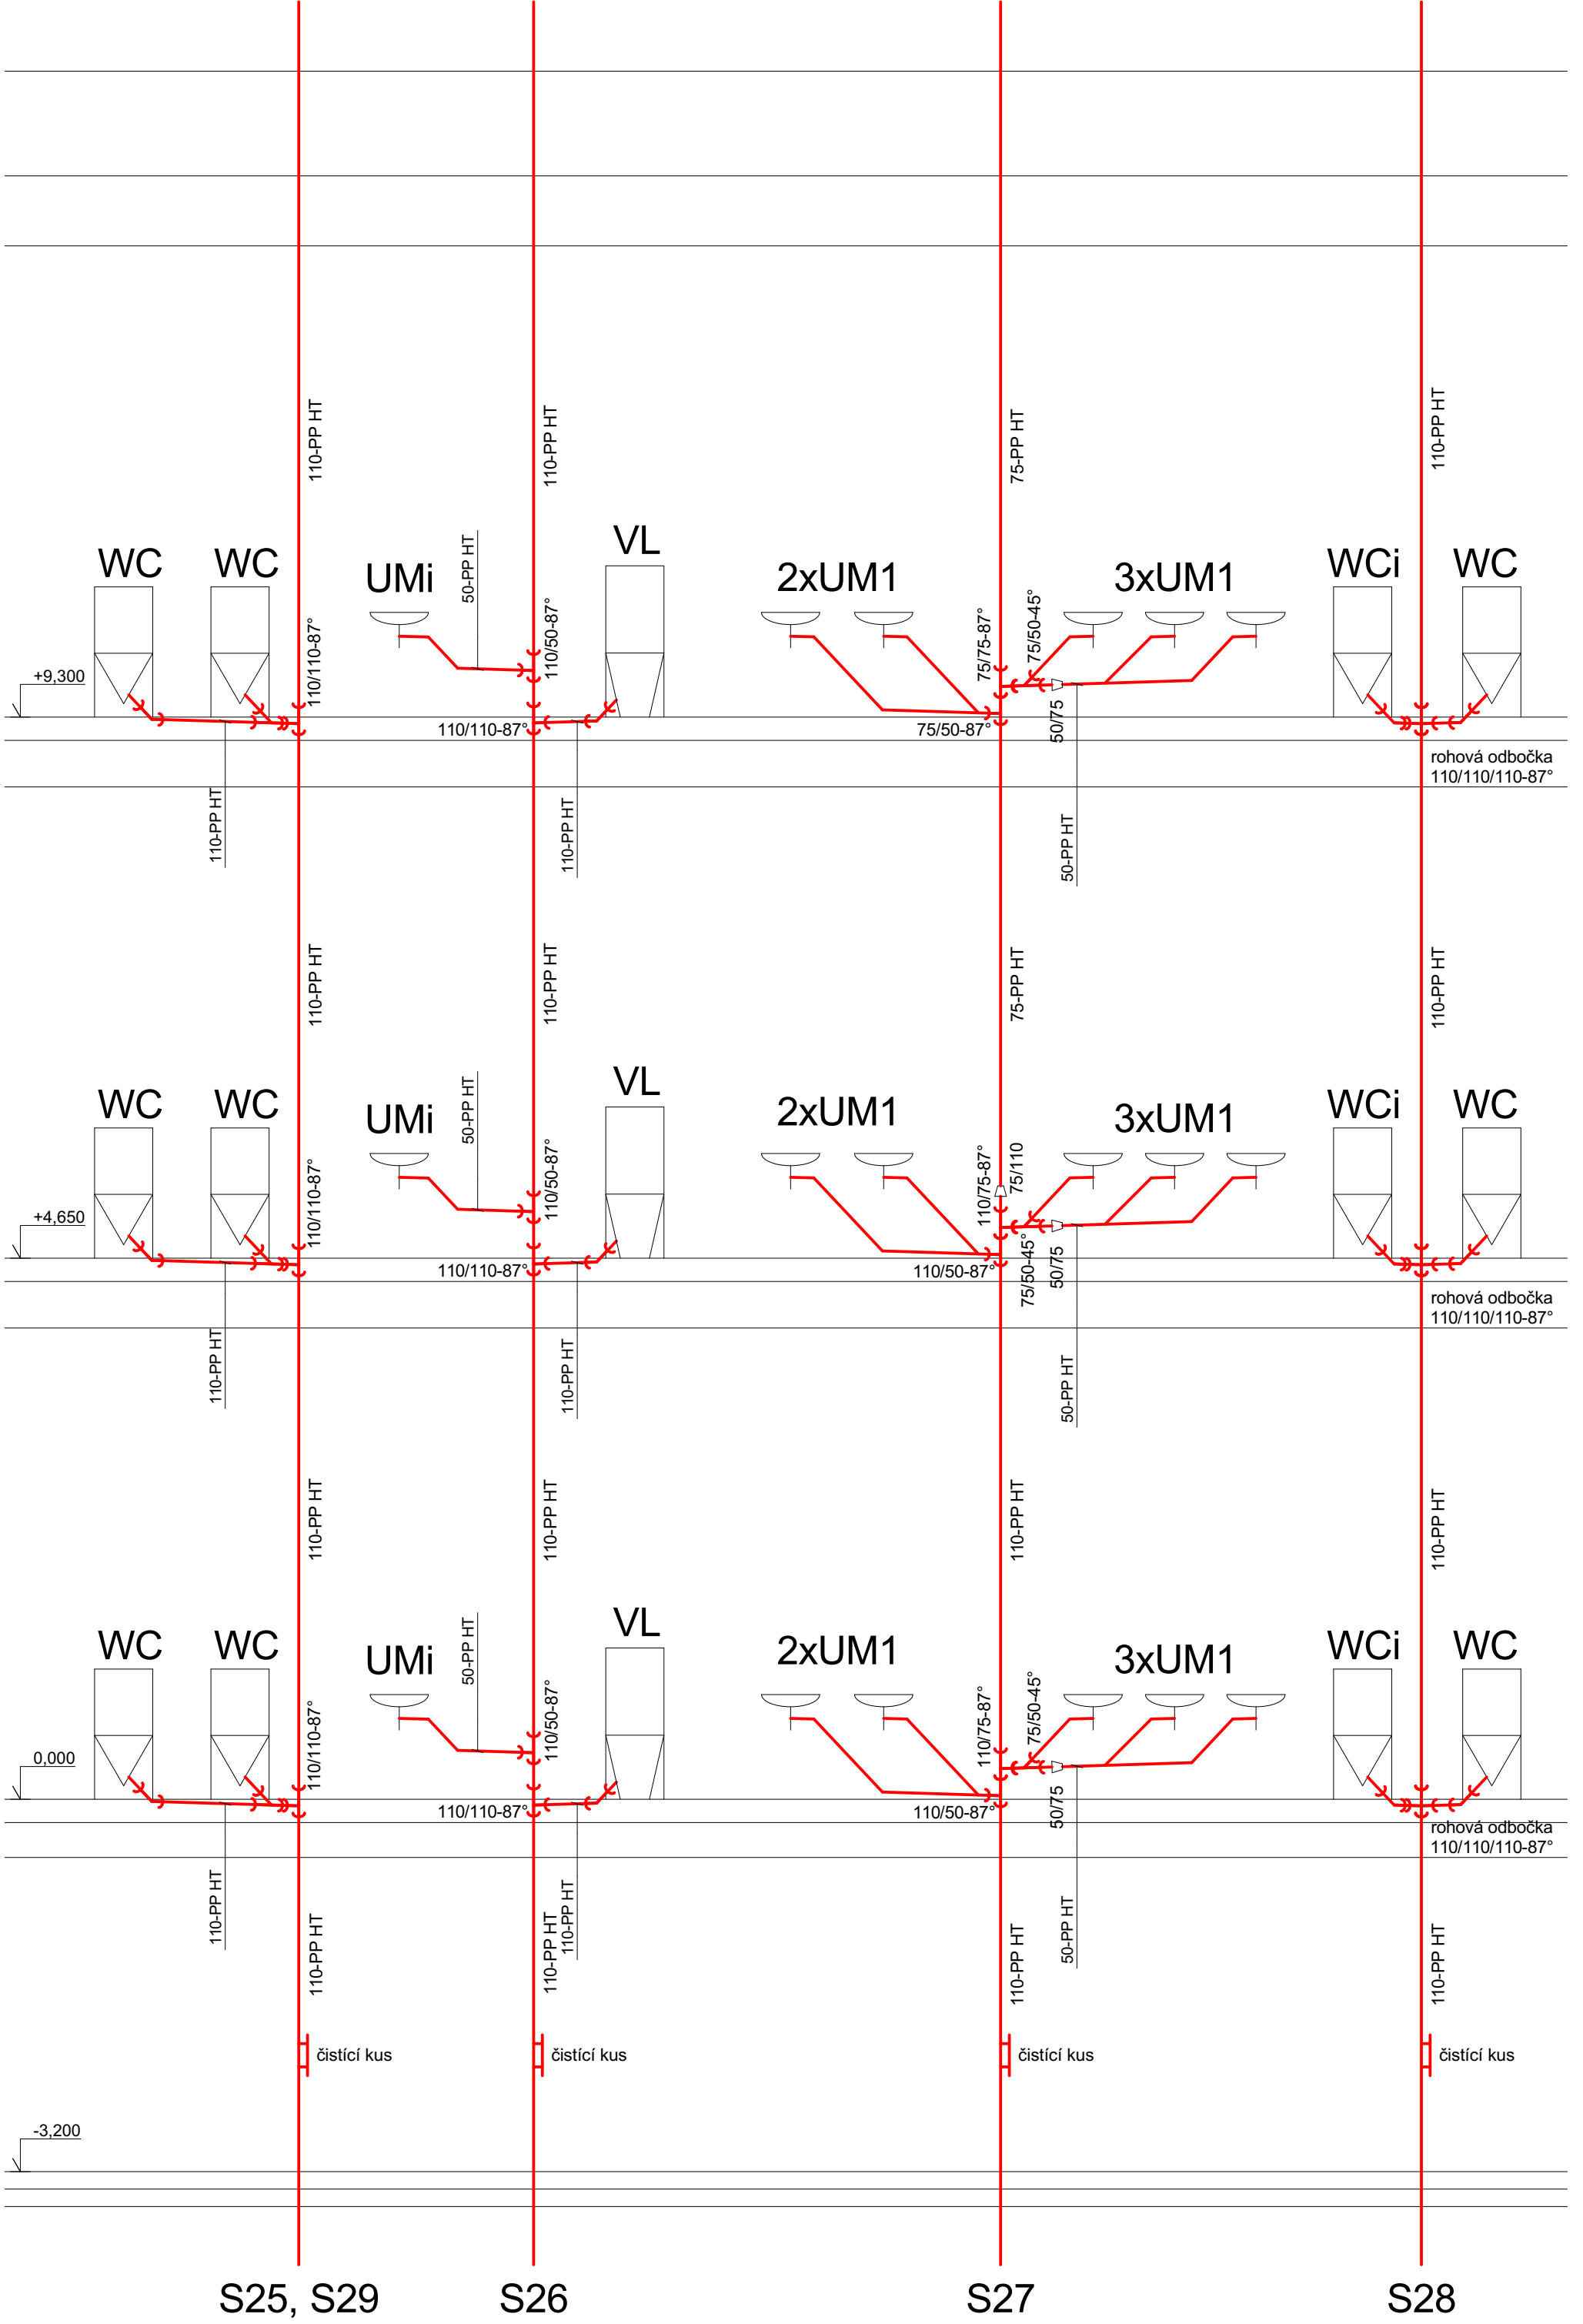 110-PP HT
110-PP HT
75-PP HT
110-PP HT
WC
WC
UMi
50-PP HT
VL
2xUM1
3xUM1
WCi
WC
+9,300
110/110-87°
110/50-87°
75/75-87°
75/50-45°
110/110-87°
75/50-87°
50/75
rohová odbočka
110/110/110-87°
110-PP HT
110-PP HT
50-PP HT
110-PP HT
110-PP HT
75-PP HT
110-PP HT
WC
WC
UMi
50-PP HT
VL
2xUM1
3xUM1
WCi
WC
+4,650
110/110-87°
110/50-87°
110/75-87°
75/110
110/110-87°
110/50-87°
75/50-45°
50/75
rohová odbočka
110/110/110-87°
110-PP HT
110-PP HT
50-PP HT
110-PP HT
110-PP HT
110-PP HT
110-PP HT
WC
WC
UMi
50-PP HT
VL
2xUM1
3xUM1
WCi
WC
0,000
110/110-87°
110/50-87°
110/75-87°
75/50-45°
110/110-87°
110/50-87°
50/75
rohová odbočka
110/110/110-87°
110-PP HT
110-PP HT
110-PP HT
110-PP HT
110-PP HT
50-PP HT
110-PP HT
čistící kus
čistící kus
čistící kus
čistící kus
-3,200
S25, S29
S26
S27
S28